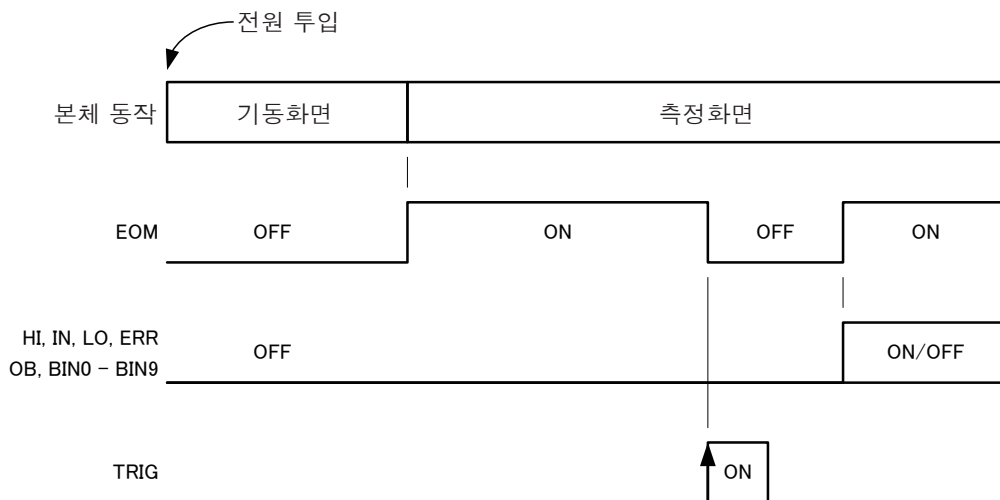 전원 투입
본체 동작
기동화면
측정화면
EOM
OFF
ON
OFF
ON
HI, IN, LO, ERR
OB, BIN0 – BIN9
OFF
ON/OFF
TRIG
ON